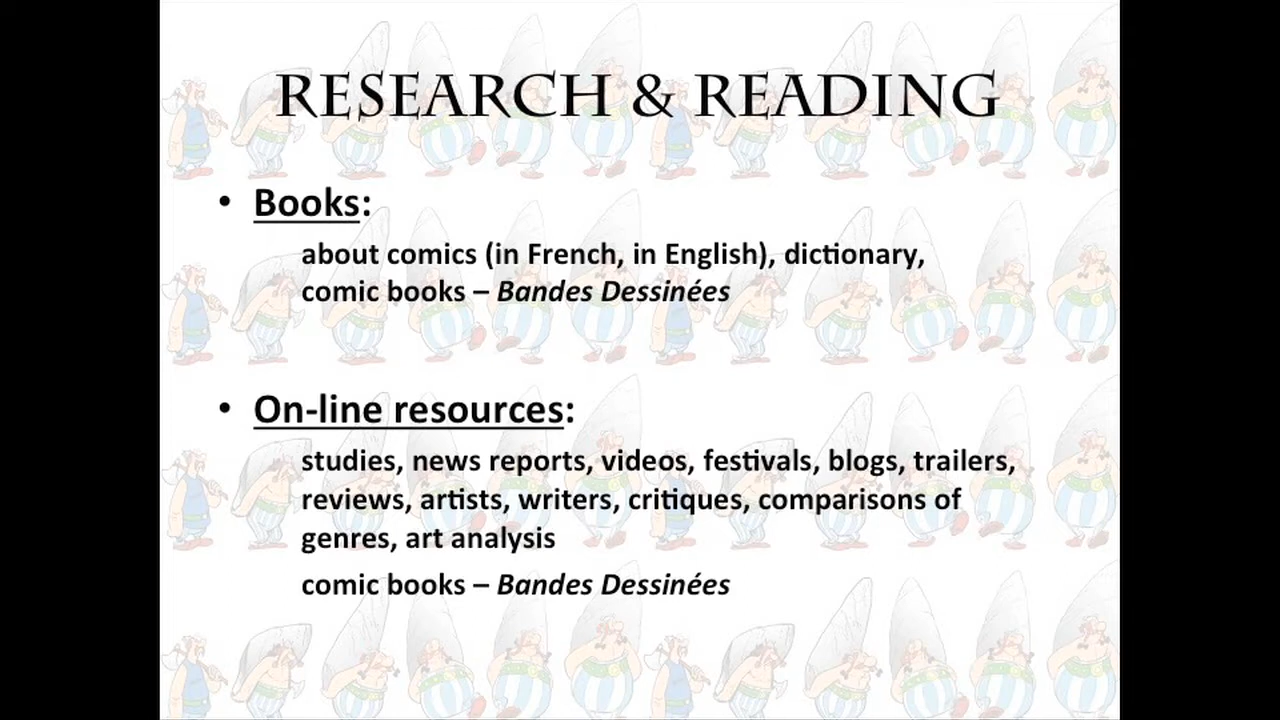 RESEARCH & READING
• Books:
about comics (in French, in English), dictionary,
comic books – Bandes Dessinées
• On-line resources:
studies, news reports, videos, festivals, blogs, trailers,
reviews, artists, writers, critiques, comparisons of
genres, art analysis
comic books – Bandes Dessinées